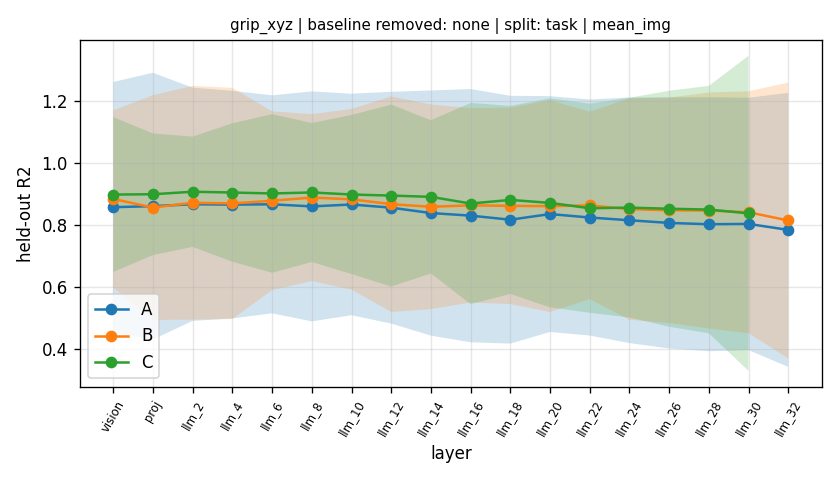 grip_xyz | baseline removed: none | split: task | mean_img
held-out R2
1.2
1.0
0.8
0.6
0.4
A
B
C
vision
proj
llm_2
llm_4
llm_6
llm_8
llm_10
llm_12
llm_14
llm_16
llm_18
llm_20
llm_22
llm_24
llm_26
llm_28
llm_30
llm_32
layer